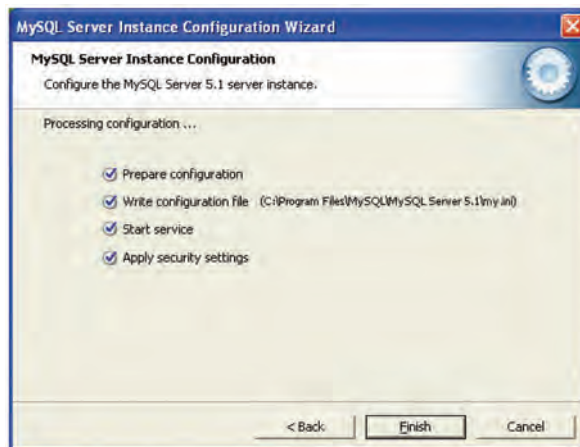 MySQL Server Instance Configuration Wizard
MySQL Server Instance Configuration
Configure the MySQL Server 5.1 server instance.
Processing configuration ...
Prepare configuration
Write configuration file (C:\Program Files\MySQL\MySQL Server 5.1\my.ini)
Start service
Apply security settings
< Back Finish Cancel